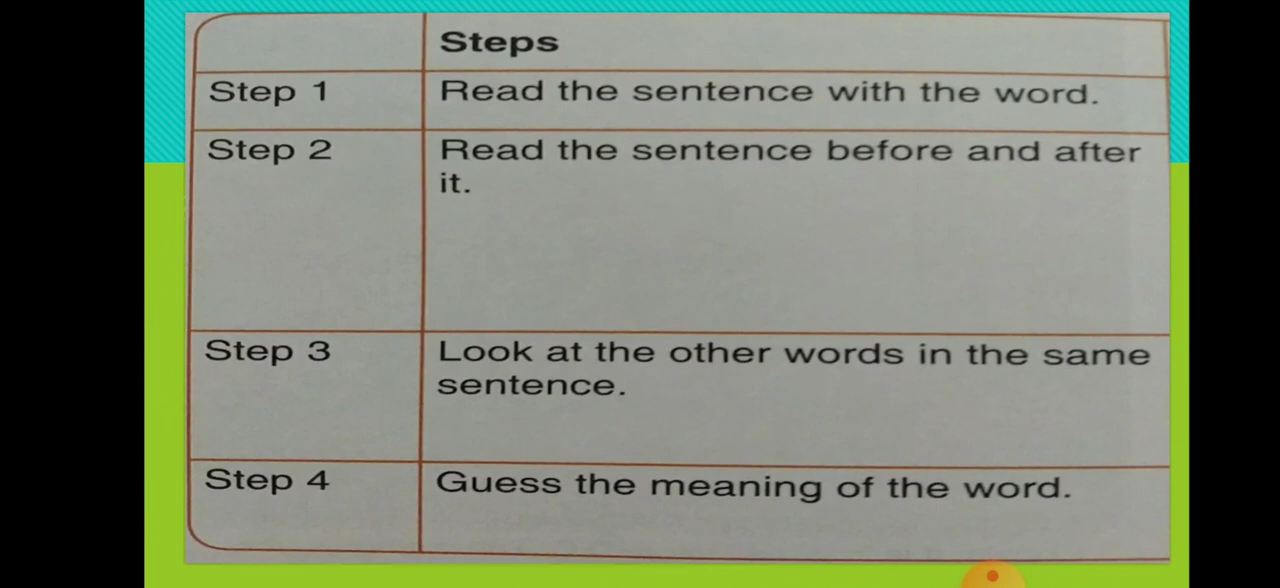 Steps
Step 1 Read the sentence with the word.
Step 2 Read the sentence before and after
it.
Step 3 Look at the other words in the same
sentence.
Step 4 Guess the meaning of the word.